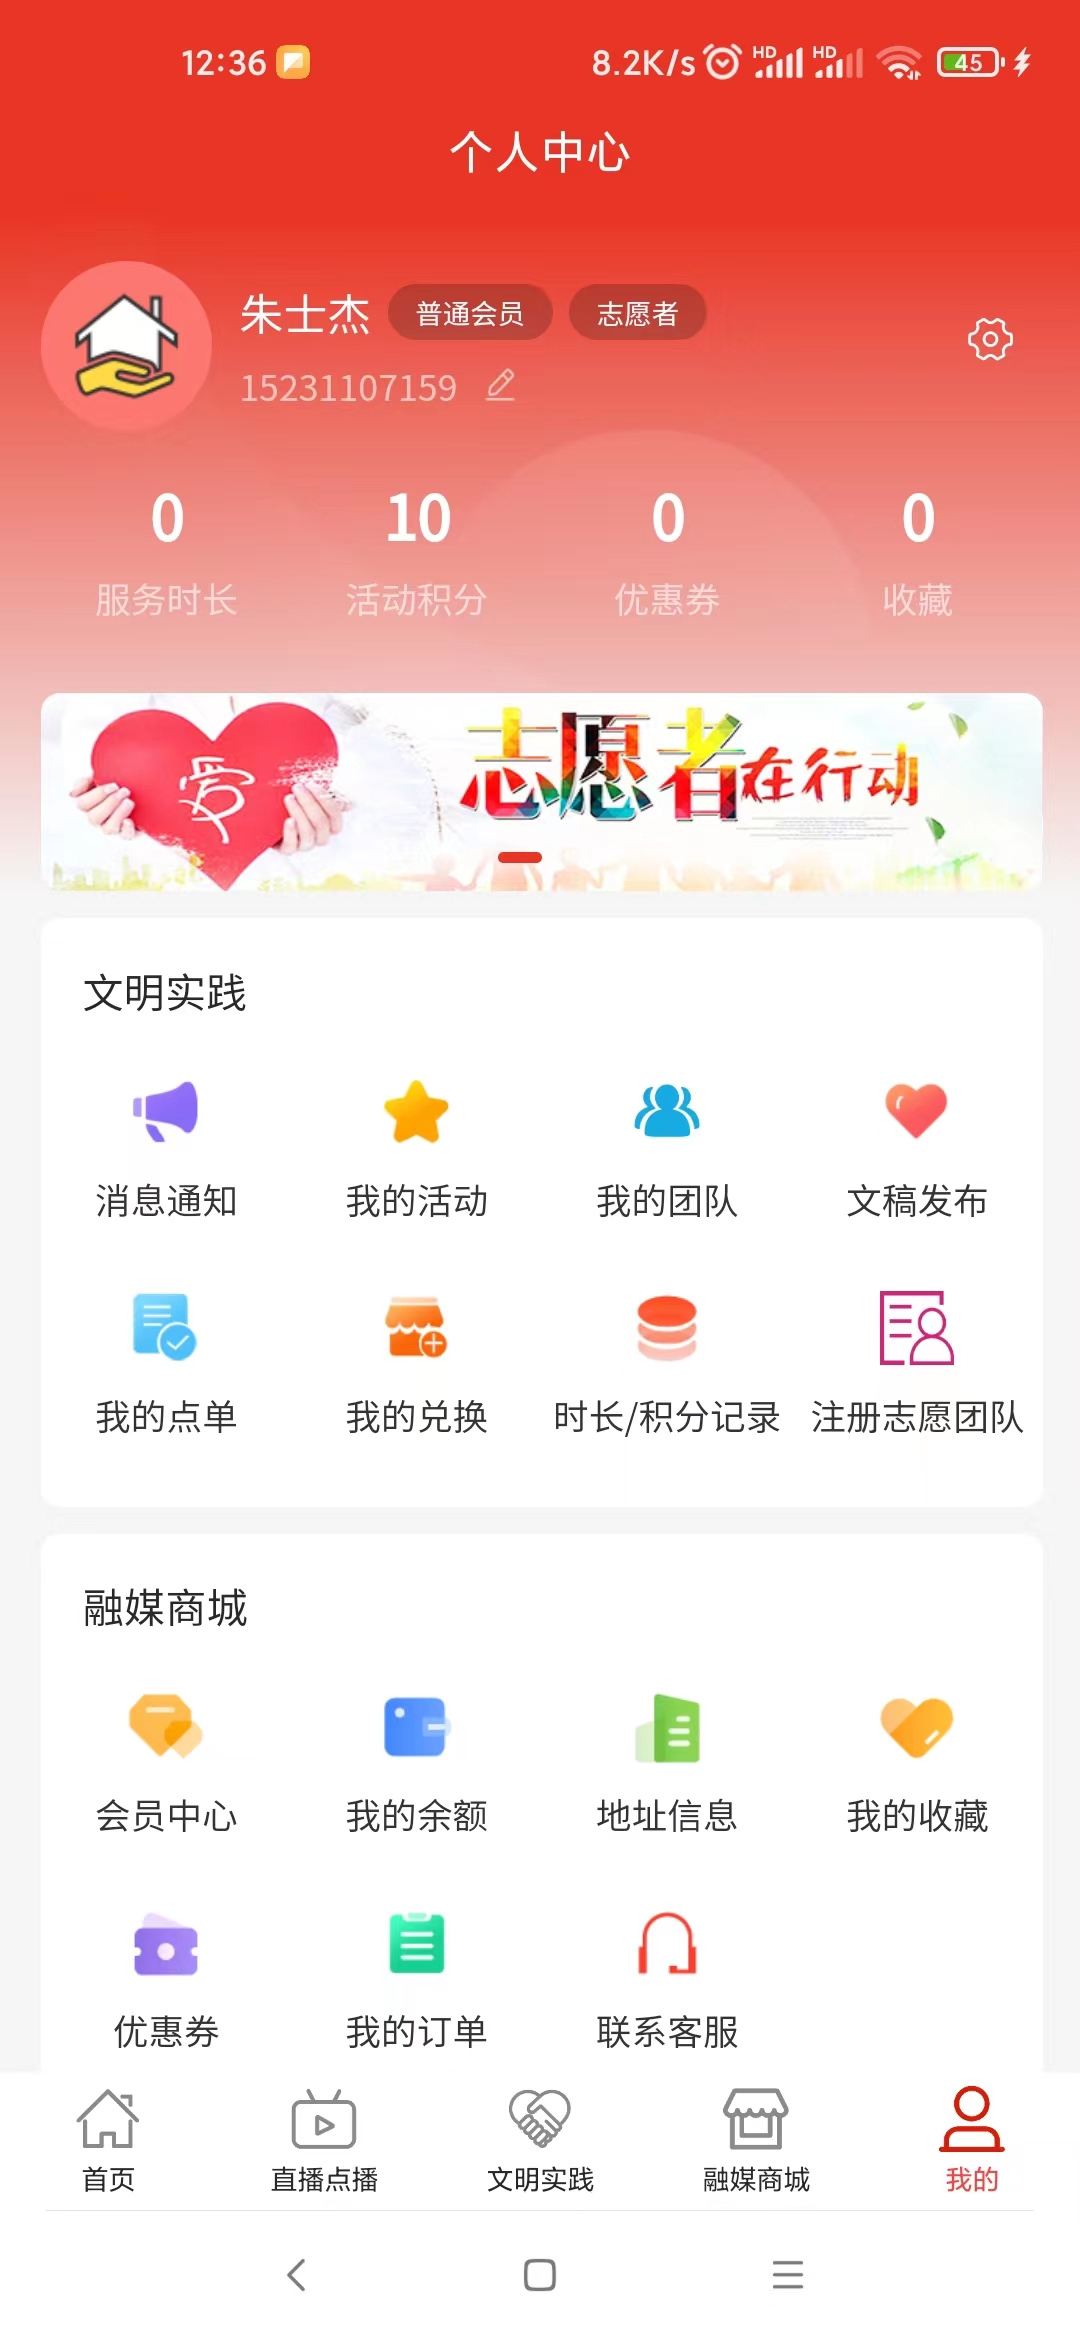 12:36 8.2K/s HD HD 45
个人中心
朱士杰 普通会员 志愿者
15231107159
0 10 0 0
服务时长 活动积分 优惠券 收藏
爱 志愿者在行动
文明实践
消息通知 我的活动 我的团队 文稿发布
我的点单 我的兑换 时长/积分记录 注册志愿团队
融媒商城
会员中心 我的余额 地址信息 我的收藏
优惠券 我的订单 联系客服
首页 直播点播 文明实践 融媒商城 我的